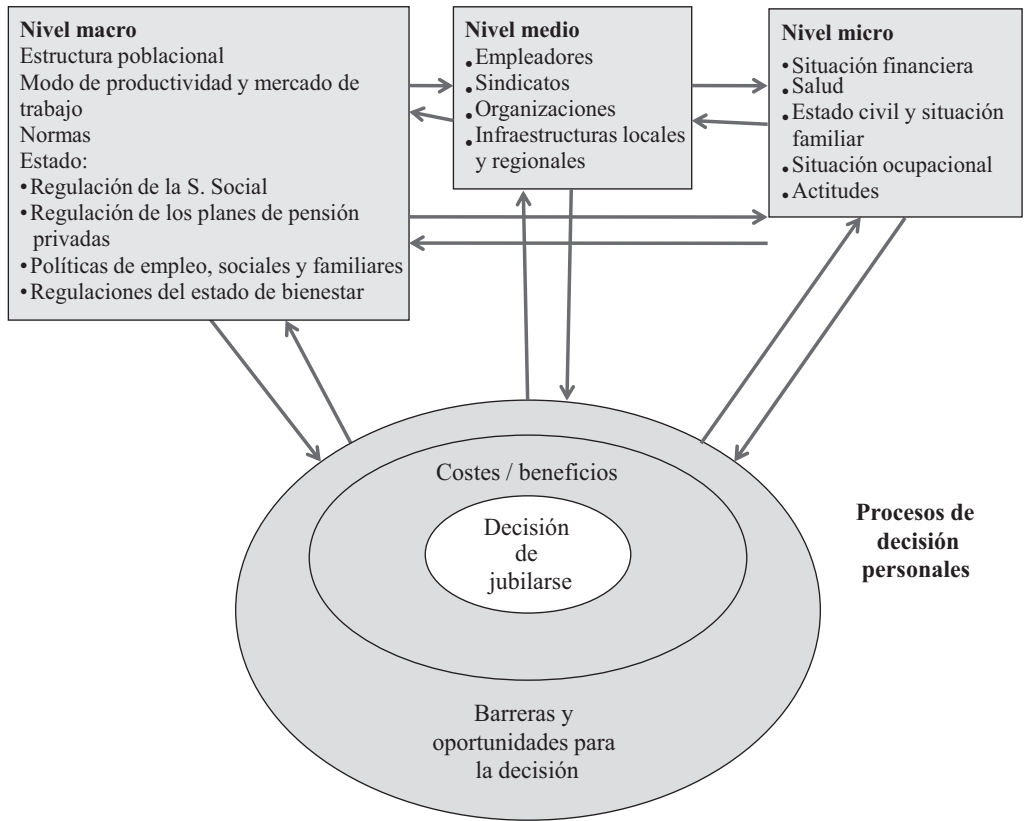 Nivel macro
Estructura poblacional
Modo de productividad y mercado de
trabajo
Normas
Estado:
• Regulación de la S. Social
• Regulación de los planes de pensión
privadas
• Políticas de empleo, sociales y familiares
• Regulaciones del estado de bienestar
Nivel medio
• Empleadores
• Sindicatos
• Organizaciones
• Infraestructuras locales
y regionales
Nivel micro
• Situación financiera
• Salud
• Estado civil y situación
familiar
• Situación ocupacional
• Actitudes
Costes / beneficios
Decisión
de
jubilarse
Procesos de
decisión
personales
Barreras y
oportunidades para
la decisión